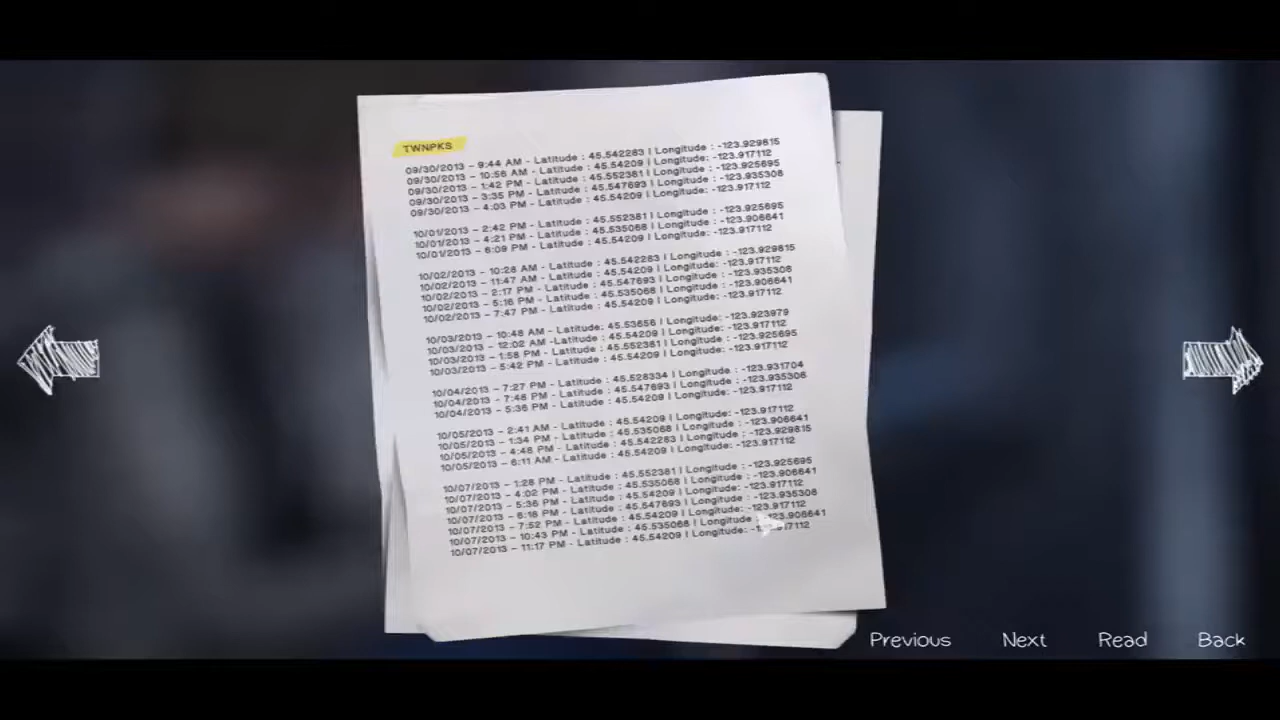 TWNPKS
09/30/2013 - 9:44 AM - Latitude : 45.542283 | Longitude : -123.929815
09/30/2013 - 10:56 AM - Latitude : 45.54209 | Longitude: -123.917112
09/30/2013 - 1:42 PM - Latitude : 45.552381 | Longitude : -123.925695
09/30/2013 - 3:35 PM - Latitude : 45.547693 | Longitude : -123.935308
09/30/2013 - 4:03 PM - Latitude : 45.54209 | Longitude: -123.917112
10/01/2013 - 2:42 PM - Latitude : 45.552381 | Longitude : -123.925695
10/01/2013 - 4:21 PM - Latitude : 45.535068 | Longitude : -123.906641
10/01/2013 - 6:09 PM - Latitude : 45.54209 | Longitude: -123.917112
10/02/2013 - 10:28 AM - Latitude : 45.542283 | Longitude : -123.929815
10/02/2013 - 11:47 AM - Latitude : 45.54209 | Longitude: -123.917112
10/02/2013 - 2:17 PM - Latitude : 45.547693 | Longitude : -123.935308
10/02/2013 - 5:16 PM - Latitude : 45.535068 | Longitude : -123.906641
10/02/2013 - 7:47 PM - Latitude : 45.54209 | Longitude: -123.917112
10/03/2013 - 10:48 AM - Latitude: 45.53656 | Longitude: -123.923979
10/03/2013 - 12:02 AM - Latitude : 45.54209 | Longitude: -123.917112
10/03/2013 - 1:58 PM - Latitude : 45.552381 | Longitude : -123.925695
10/03/2013 - 5:42 PM - Latitude : 45.54209 | Longitude: -123.917112
10/04/2013 - 7:27 PM - Latitude : 45.528334 | Longitude : -123.931704
10/04/2013 - 7:48 PM - Latitude : 45.547693 | Longitude : -123.935308
10/04/2013 - 5:36 PM - Latitude : 45.54209 | Longitude: -123.917112
10/05/2013 - 2:41 AM - Latitude : 45.54209 | Longitude: -123.917112
10/05/2013 - 1:34 PM - Latitude : 45.535068 | Longitude : -123.906641
10/05/2013 - 4:48 PM - Latitude : 45.542283 | Longitude : -123.929815
10/05/2013 - 6:11 AM - Latitude : 45.54209 | Longitude: -123.917112
10/07/2013 - 1:28 PM - Latitude : 45.552381 | Longitude : -123.925695
10/07/2013 - 4:02 PM - Latitude : 45.535068 | Longitude : -123.906641
10/07/2013 - 5:36 PM - Latitude : 45.54209 | Longitude: -123.917112
10/07/2013 - 6:18 PM - Latitude : 45.547693 | Longitude : -123.935308
10/07/2013 - 7:52 PM - Latitude : 45.54209 | Longitude: -123.917112
10/07/2013 - 10:43 PM - Latitude : 45.535068 | Longitude : -123.906641
10/07/2013 - 11:17 PM - Latitude : 45.54209 | Longitude:
Previous Next Read Back